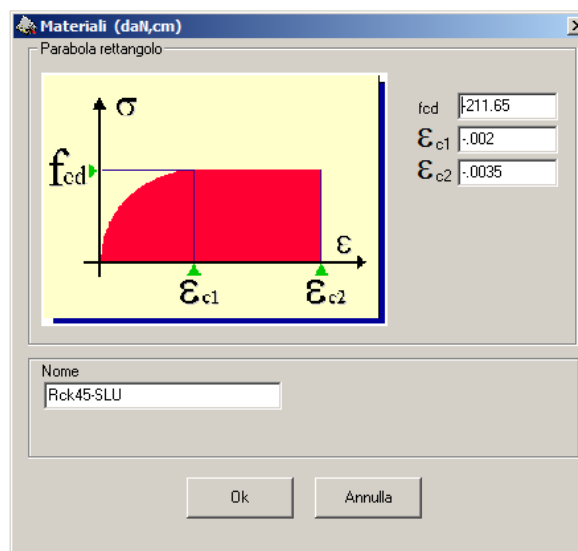 Materiali (daN,cm)
Parabola rettangolo
σ
fcd
ε
εc1
εc2
fcd -211.65
εc1 -.002
εc2 -.0035
Nome
Rck45-SLU
Ok
Annulla